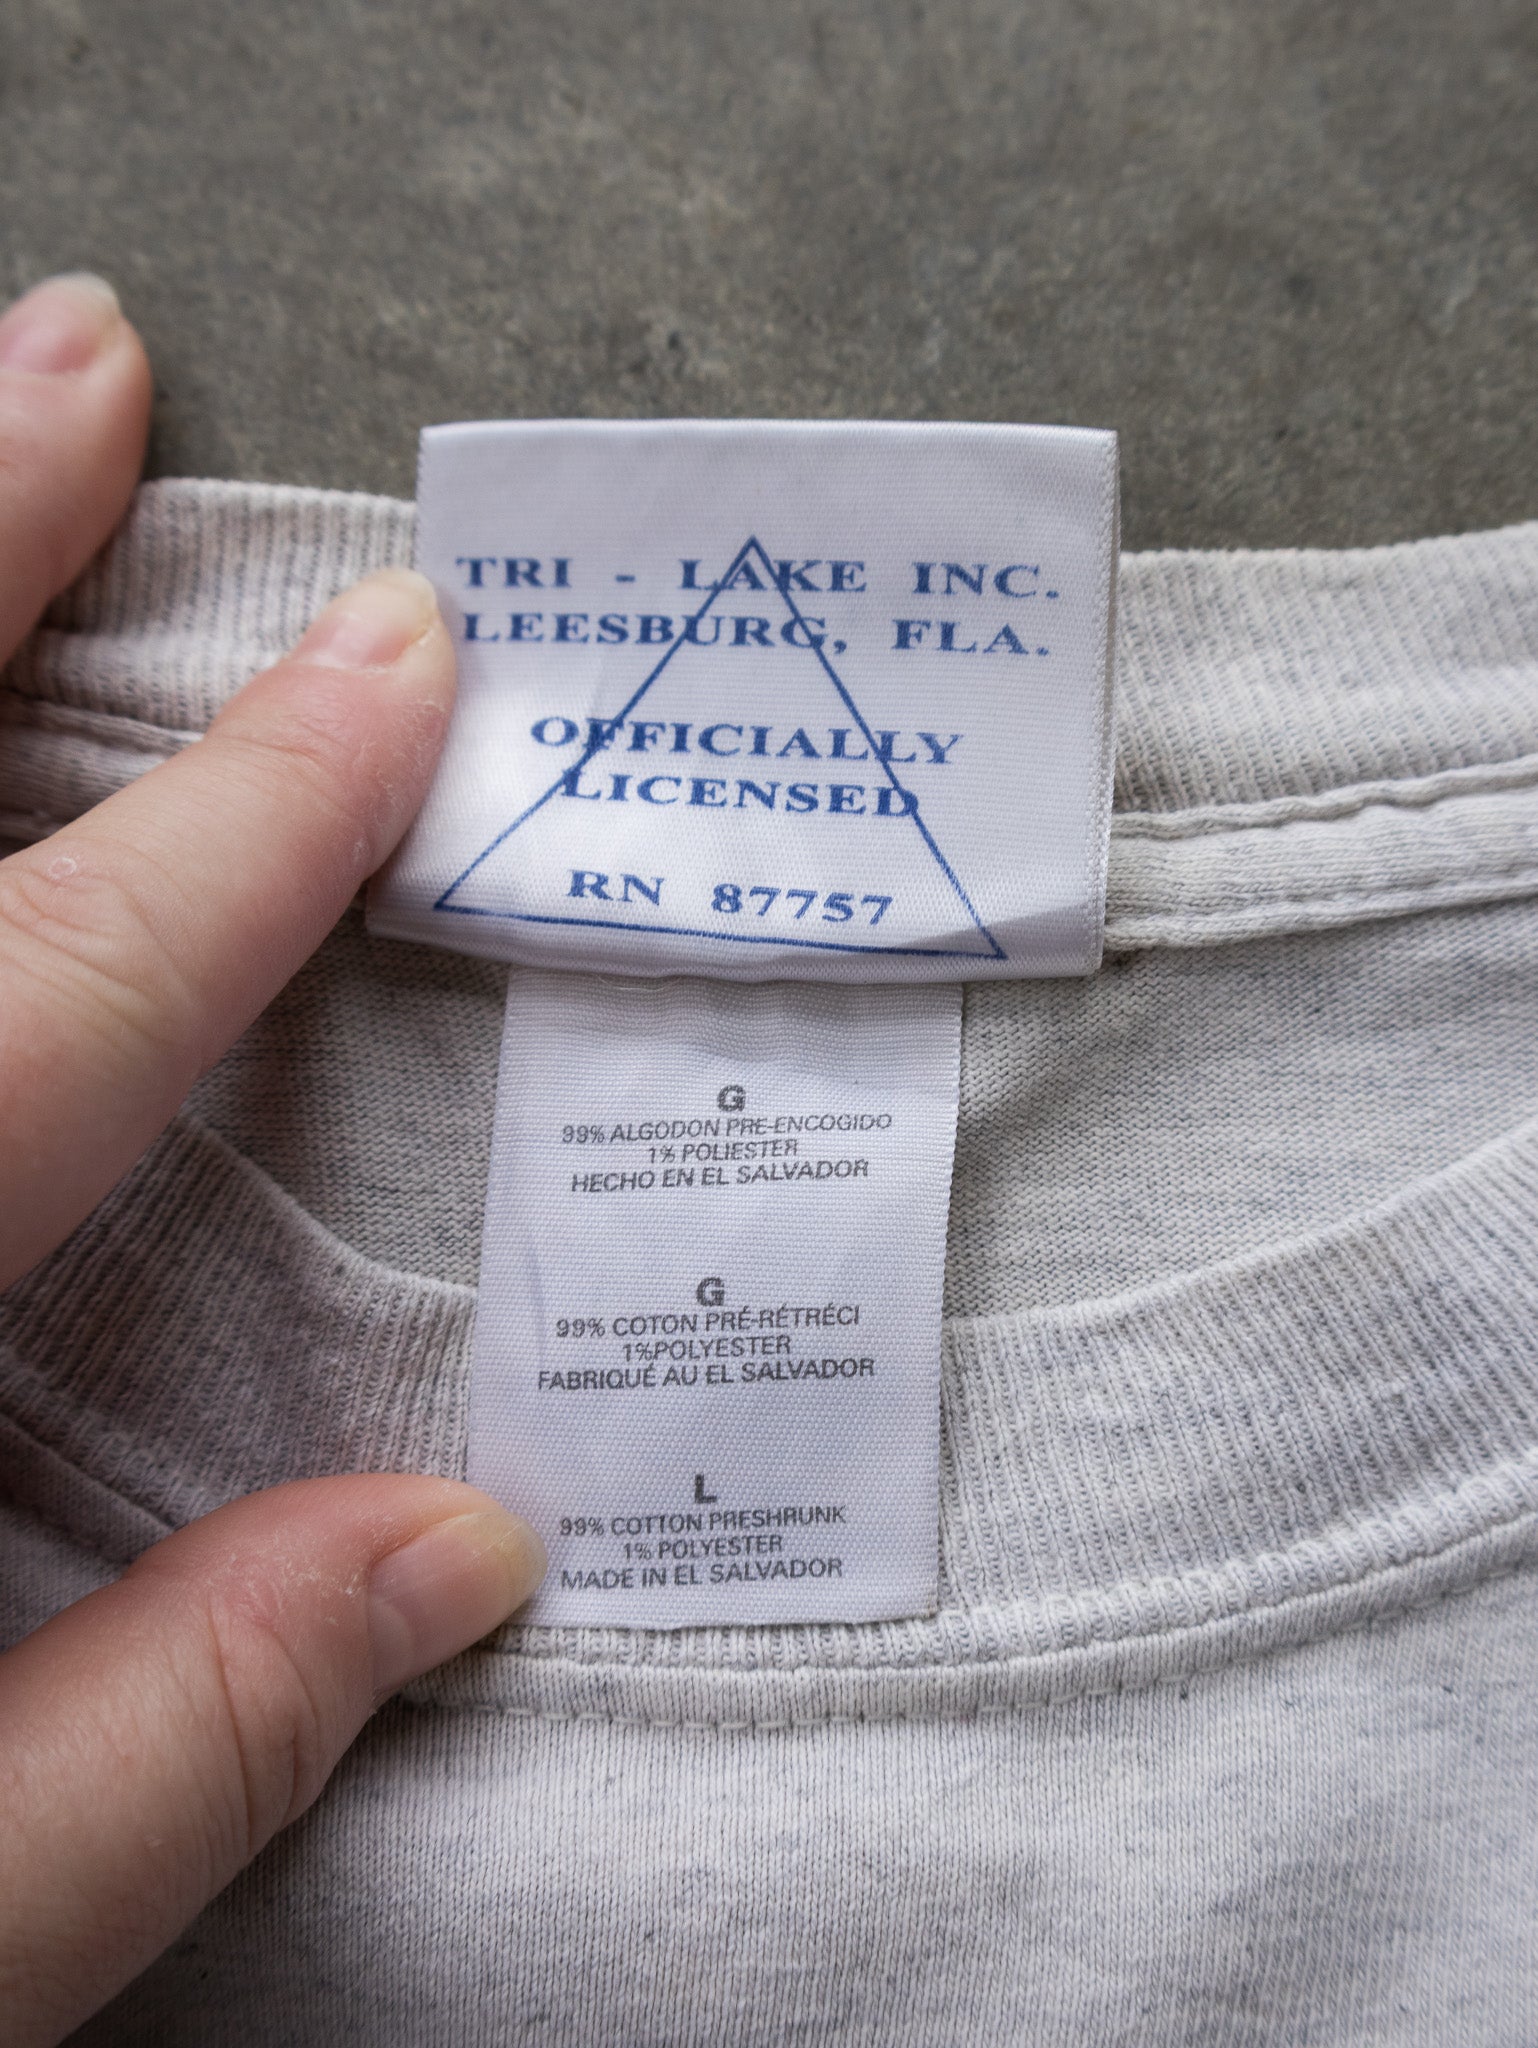 TRI - LAKE INC.
LEESBURG, FLA.
OFFICIALLY
LICENSED
RN 87757
G
99% ALGODON PRE-ENCOGIDO
1% POLIESTER
HECHO EN EL SALVADOR
G
99% COTON PRÉ-RÉTRÉCI
1%POLYESTER
FABRIQUÉ AU EL SALVADOR
L
99% COTTON PRESHRUNK
1% POLYESTER
MADE IN EL SALVADOR